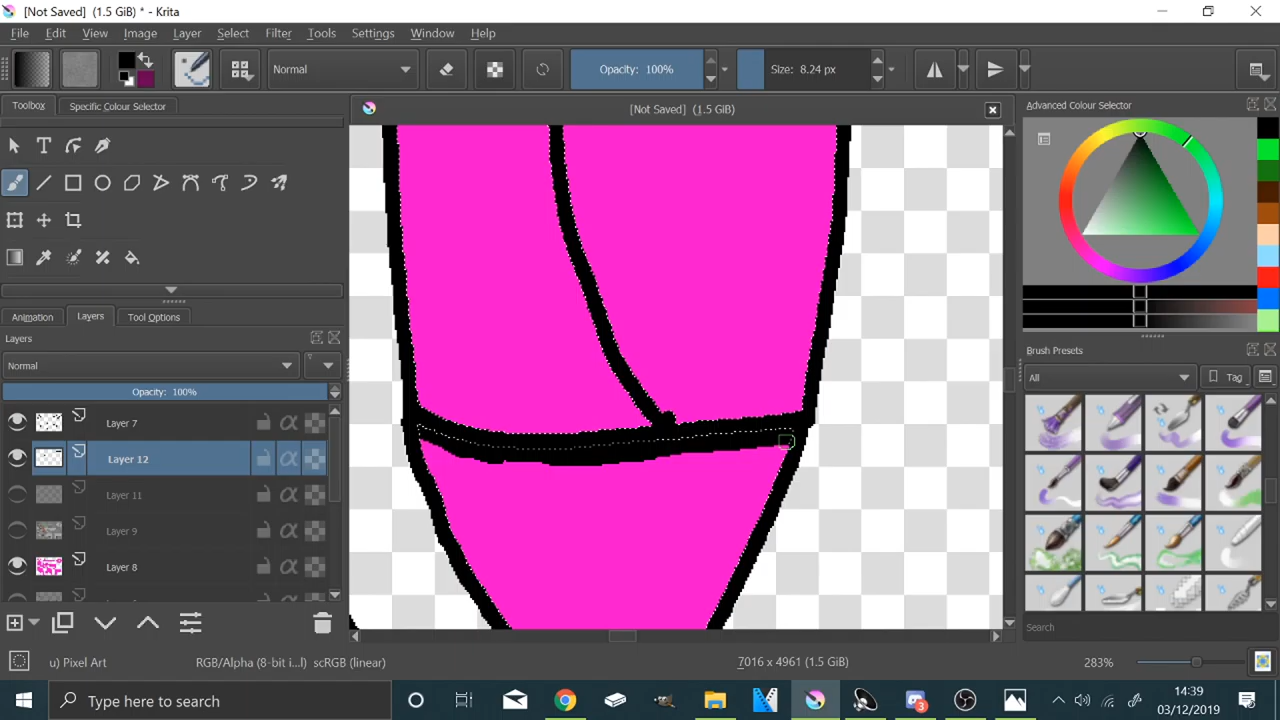 [Not Saved] (1.5 GiB) * - Krita
File Edit View Image Layer Select Filter Tools Settings Window Help
Normal Opacity: 100% Size: 8.24 px
Toolbox Specific Colour Selector
[Not Saved] (1.5 GiB)
Advanced Colour Selector
Animation Layers Tool Options
Layers
Normal
Opacity: 100%
Layer 7
Layer 12
Layer 11
Layer 9
Layer 8
Brush Presets
All Tag
Search
u) Pixel Art RGB/Alpha (8-bit i...l) scRGB (linear) 7016 x 4961 (1.5 GiB) 283%
Type here to search
3
14:39
03/12/2019